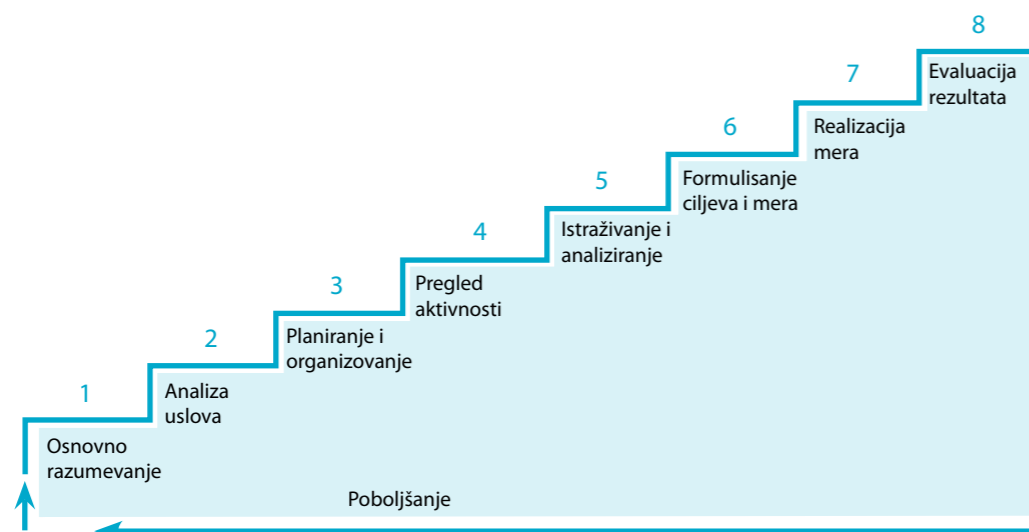 1
Osnovno
razumevanje
2
Analiza
uslova
3
Planiranje i
organizovanje
4
Pregled
aktivnosti
5
Istraživanje i
analiziranje
6
Formulisanje
ciljeva i mera
7
Realizacija
mera
8
Evaluacija
rezultata
Poboljšanje